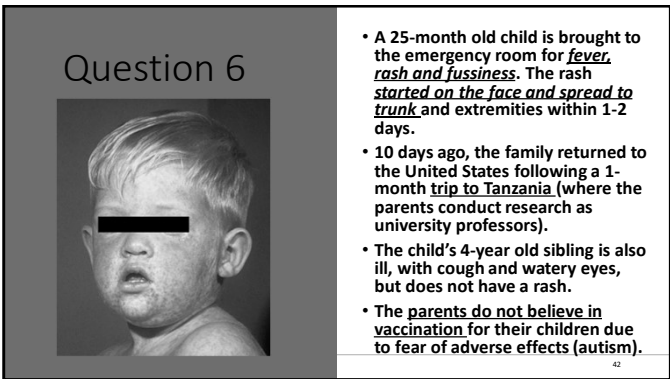 Question 6
• A 25-month old child is brought to
the emergency room for fever,
rash and fussiness. The rash
started on the face and spread to
trunk and extremities within 1-2
days.
• 10 days ago, the family returned to
the United States following a 1-
month trip to Tanzania (where the
parents conduct research as
university professors).
• The child's 4-year old sibling is also
ill, with cough and watery eyes,
but does not have a rash.
• The parents do not believe in
vaccination for their children due
to fear of adverse effects (autism).
42